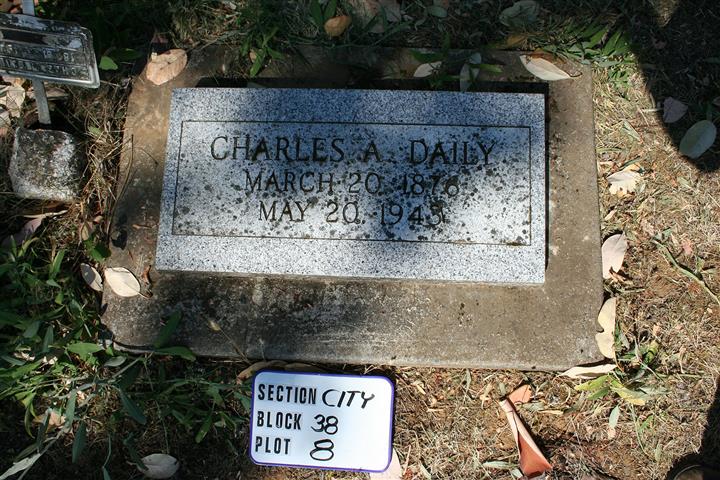 CHARLES A. DAILY
MARCH 20 1876
MAY 20 1943
SECTION CITY
BLOCK 38
PLOT 8